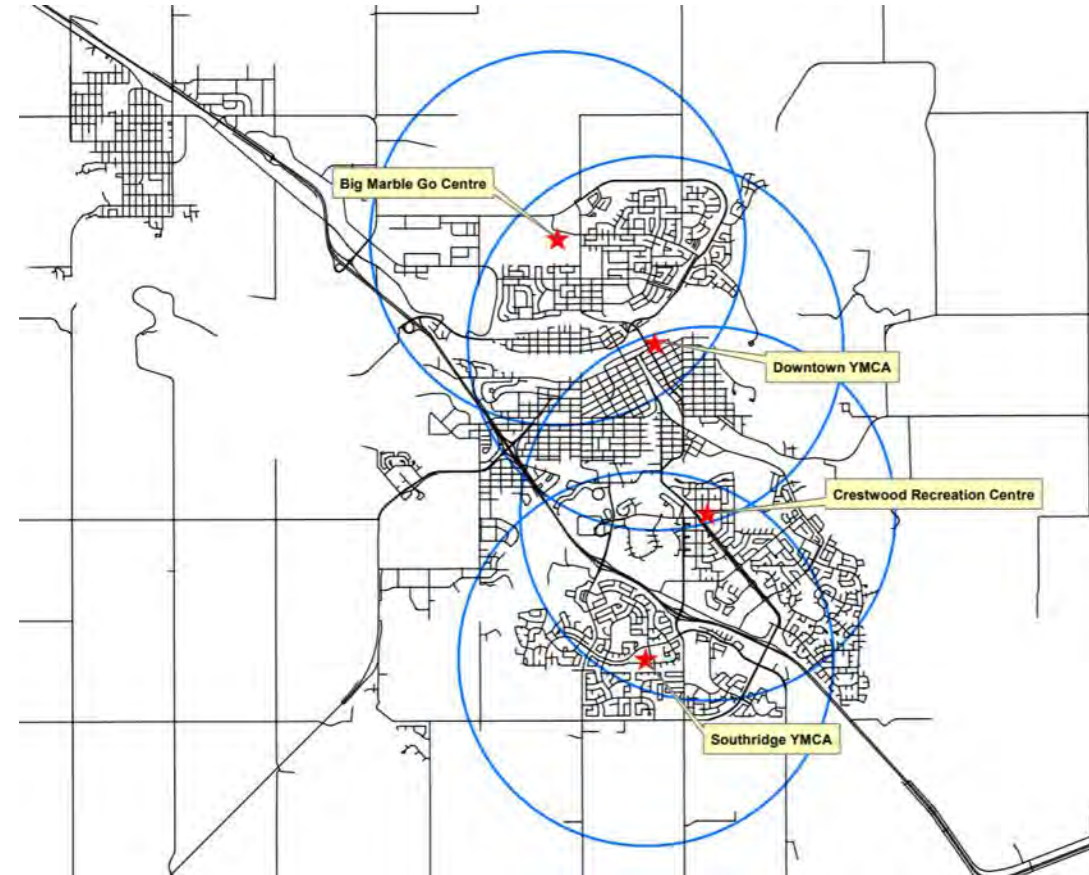 Big Marble Go Centre
Downtown YMCA
Crestwood Recreation Centre
Southridge YMCA